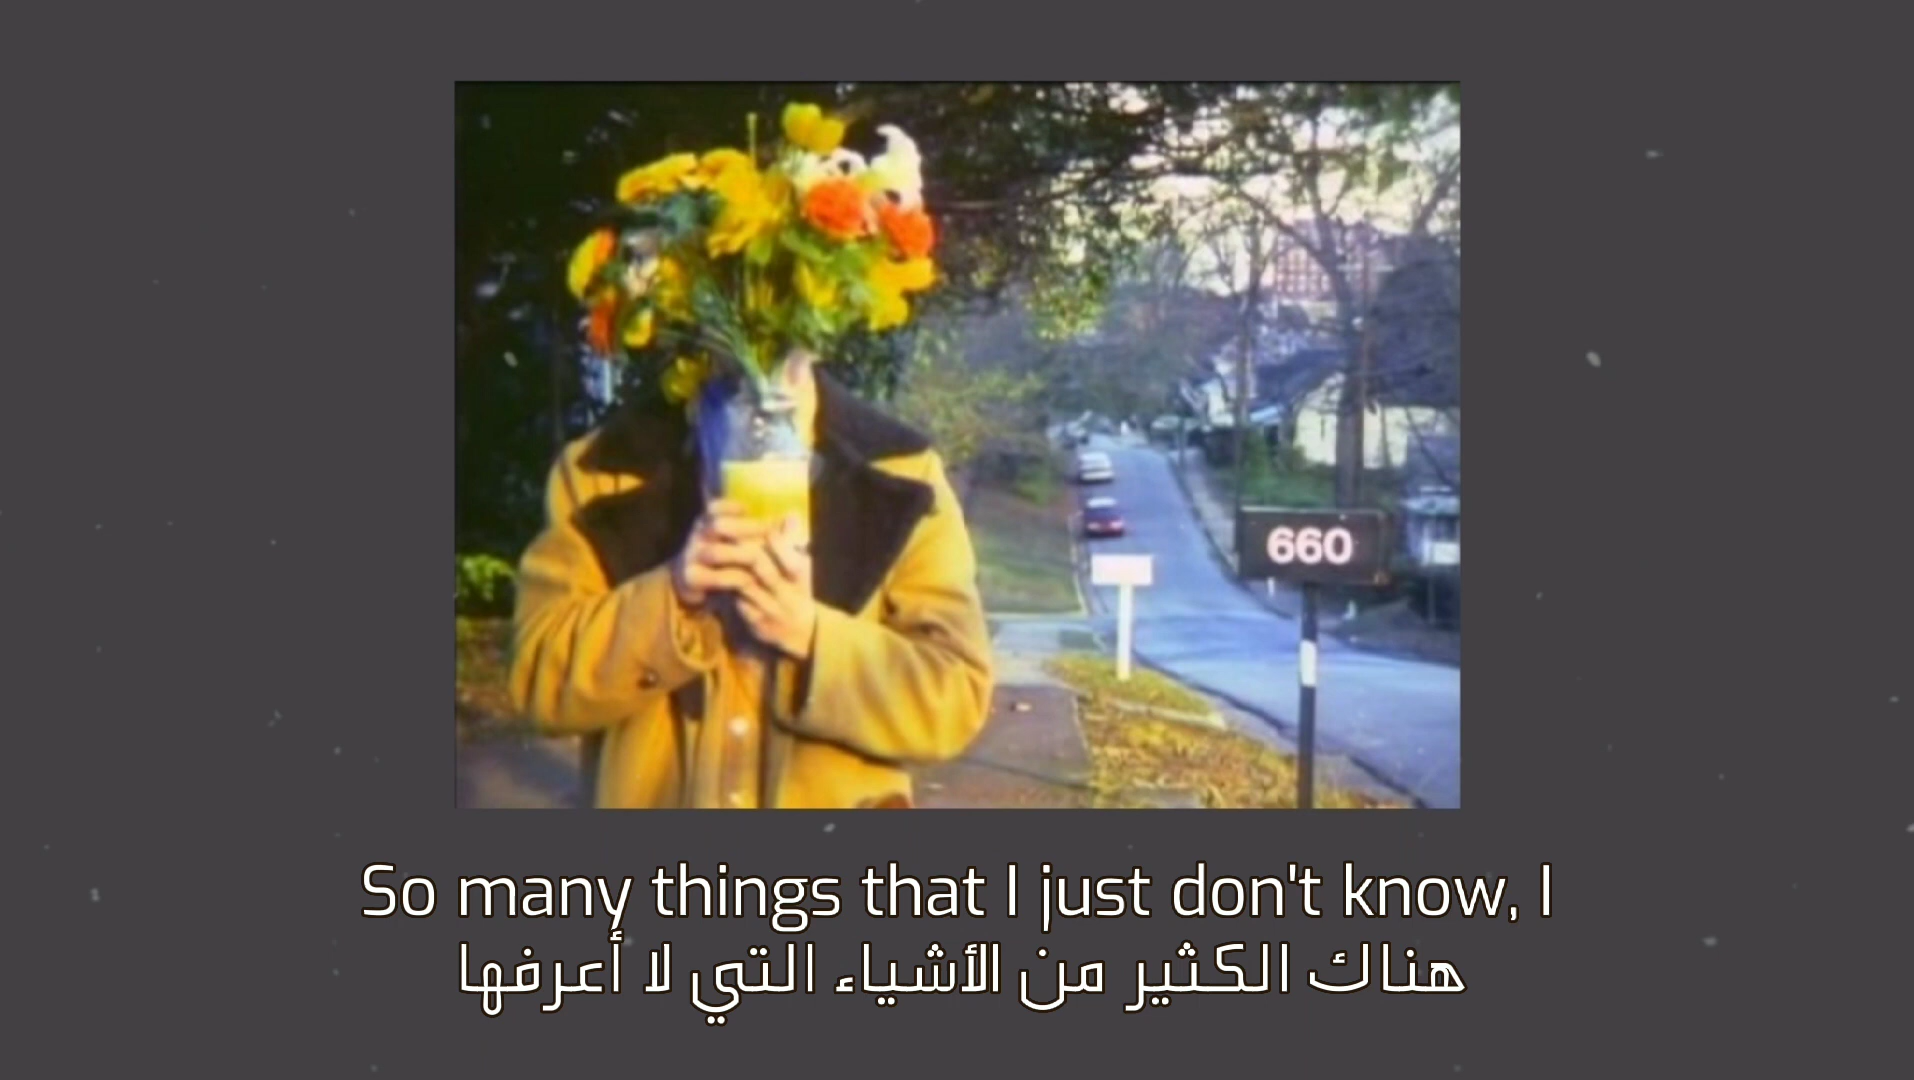 660
So many things that I just don't know, I
هناك الكثير من الأشياء التي لا أعرفها